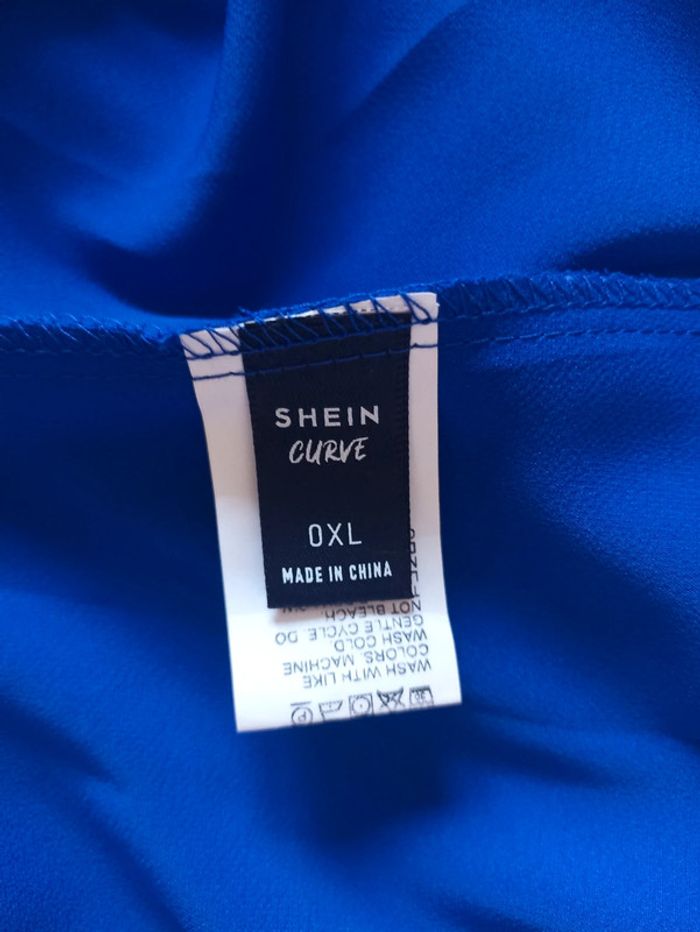 SHEIN
CURVE
0XL
MADE IN CHINA
WASH WITH LIKE
COLORS. MACHINE
WASH COLD
GENTLE CYCLE. DO
NOT BLEACH.